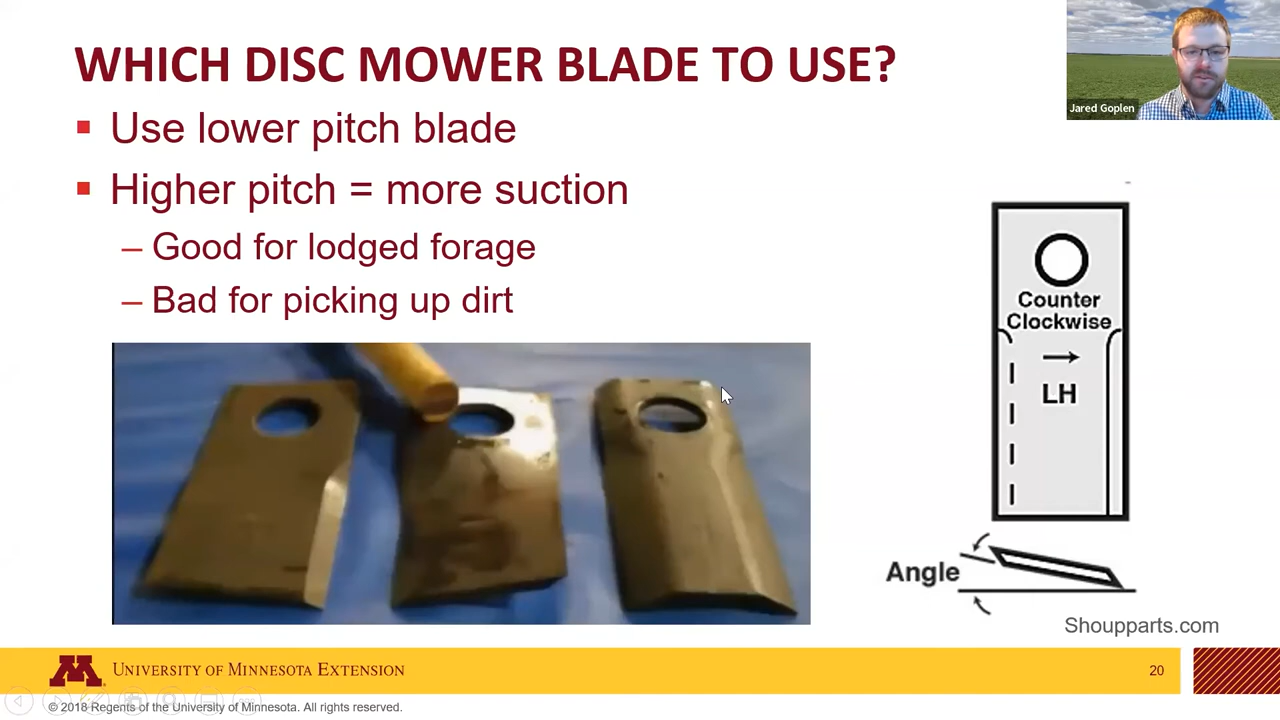 WHICH DISC MOWER BLADE TO USE?
Jared Goplen
Use lower pitch blade
Higher pitch = more suction
– Good for lodged forage
– Bad for picking up dirt
Counter
Clockwise
LH
Angle
Shoupparts.com
M
UNIVERSITY OF MINNESOTA EXTENSION
20
© 2018 Regents of the University of Minnesota. All rights reserved.